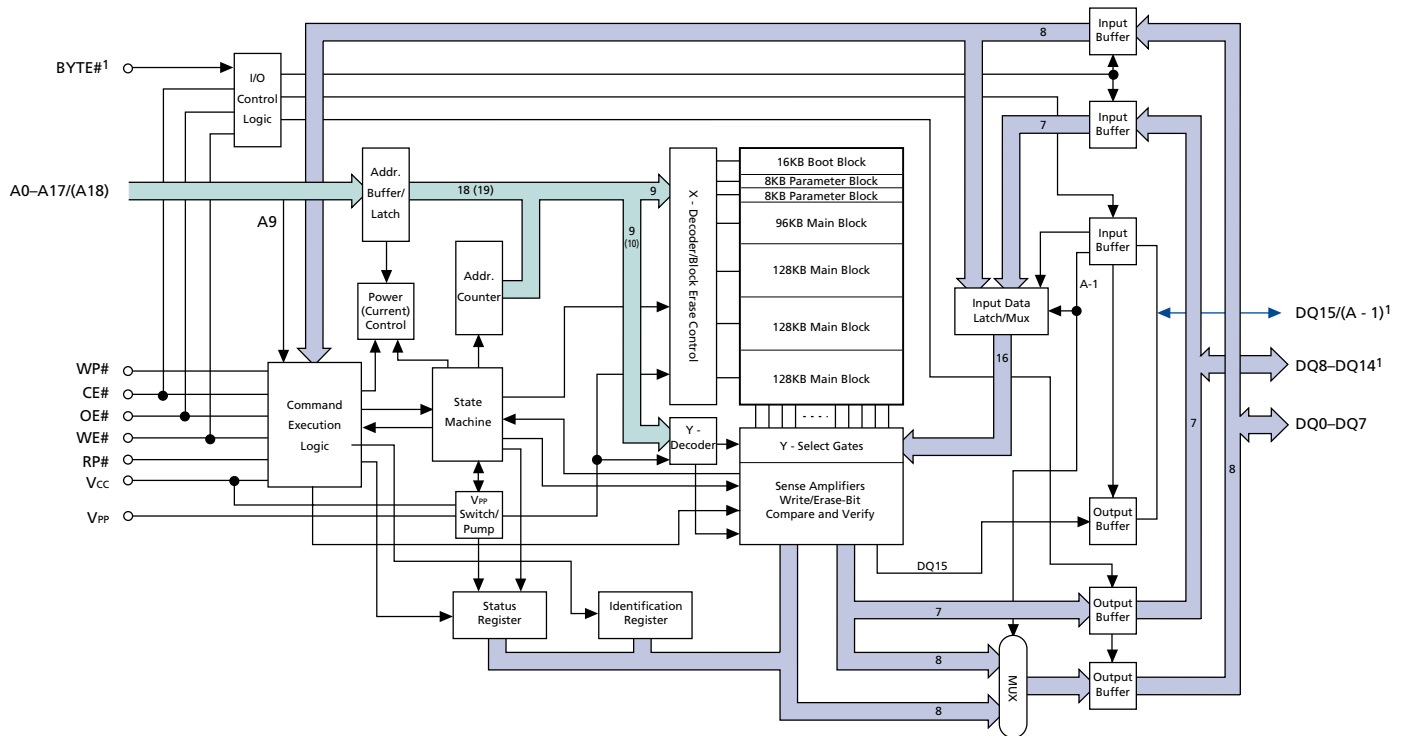 BYTE#1
I/O
Control
Logic
A0–A17/(A18)
A9
Addr.
Buffer/
Latch
18 (19)
9
9
(10)
Addr.
Counter
Power
(Current)
Control
WP#
CE#
OE#
WE#
RP#
VCC
VPP
Command
Execution
Logic
State
Machine
VPP
Switch/
Pump
Status
Register
Identification
Register
X - Decoder/Block Erase Control
16KB Boot Block
8KB Parameter Block
8KB Parameter Block
96KB Main Block
128KB Main Block
128KB Main Block
128KB Main Block
Y -
Decoder
Y - Select Gates
Sense Amplifiers
Write/Erase-Bit
Compare and Verify
8
Input
Buffer
7
Input
Buffer
Input
Buffer
A-1
Input Data
Latch/Mux
16
DQ15/(A - 1)1
DQ8–DQ141
DQ0–DQ7
7
8
Output
Buffer
DQ15
7
Output
Buffer
8
8
MUX
Output
Buffer